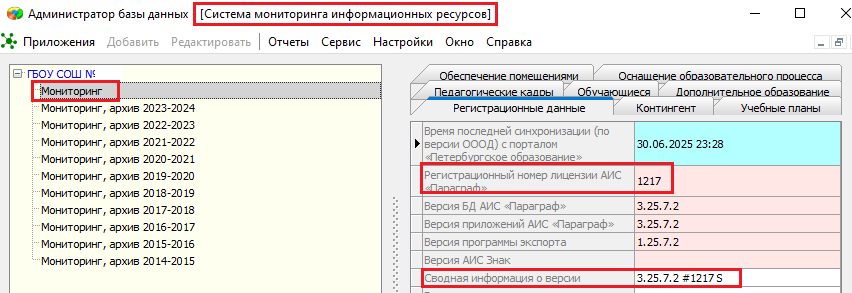 Администратор базы данных [Система мониторинга информационных ресурсов]
Приложения Добавить Редактировать Отчеты Сервис Настройки Окно Справка
ГБОУ СОШ №
Мониторинг
Мониторинг, архив 2023-2024
Мониторинг, архив 2022-2023
Мониторинг, архив 2021-2022
Мониторинг, архив 2020-2021
Мониторинг, архив 2019-2020
Мониторинг, архив 2018-2019
Мониторинг, архив 2017-2018
Мониторинг, архив 2016-2017
Мониторинг, архив 2015-2016
Мониторинг, архив 2014-2015
Обеспечение помещениями Оснащение образовательного процесса
Педагогические кадры Обучающиеся Дополнительное образование
Регистрационные данные Контингент Учебные планы
Время последней синхронизации (по
версии ОООД) с порталом
«Петербургское образование»
30.06.2025 23:28
Регистрационный номер лицензии АИС
«Параграф»
1217
Версия БД АИС «Параграф» 3.25.7.2
Версия приложений АИС «Параграф» 3.25.7.2
Версия программы экспорта 1.25.7.2
Версия АИС Знак
Сводная информация о версии 3.25.7.2 #1217 S